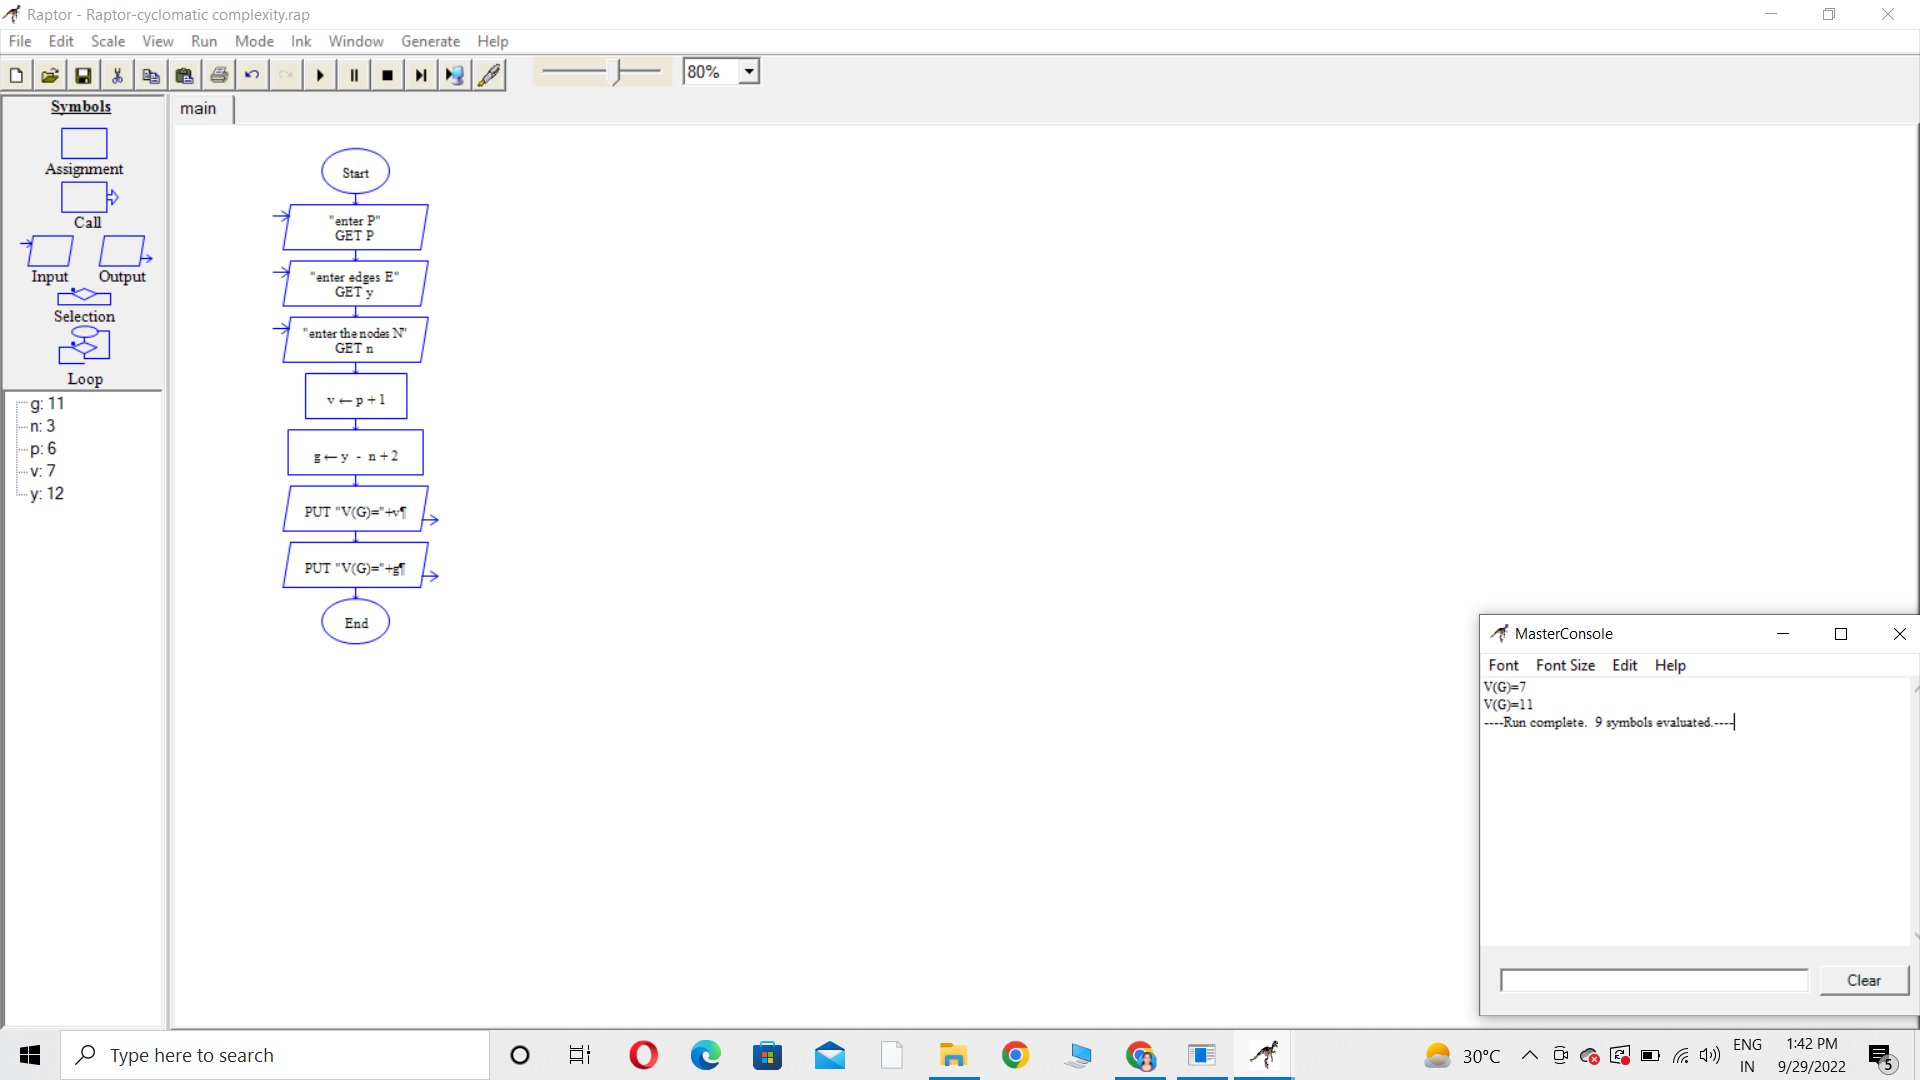 Raptor - Raptor-cyclomatic complexity.rap
File Edit Scale View Run Mode Ink Window Generate Help
80%
Symbols
Assignment
Call
Input Output
Selection
Loop
g: 11
n: 3
p: 6
v: 7
y: 12
main
Start
"enter P"
GET P
"enter edges E"
GET y
"enter the nodes N"
GET n
v ← p + 1
g ← y - n + 2
PUT "V(G)="+v¶
PUT "V(G)="+g¶
End
MasterConsole
Font Font Size Edit Help
V(G)=7
V(G)=11
----Run complete. 9 symbols evaluated.----
Clear
Type here to search
30°C
ENG
IN
1:42 PM
9/29/2022
5